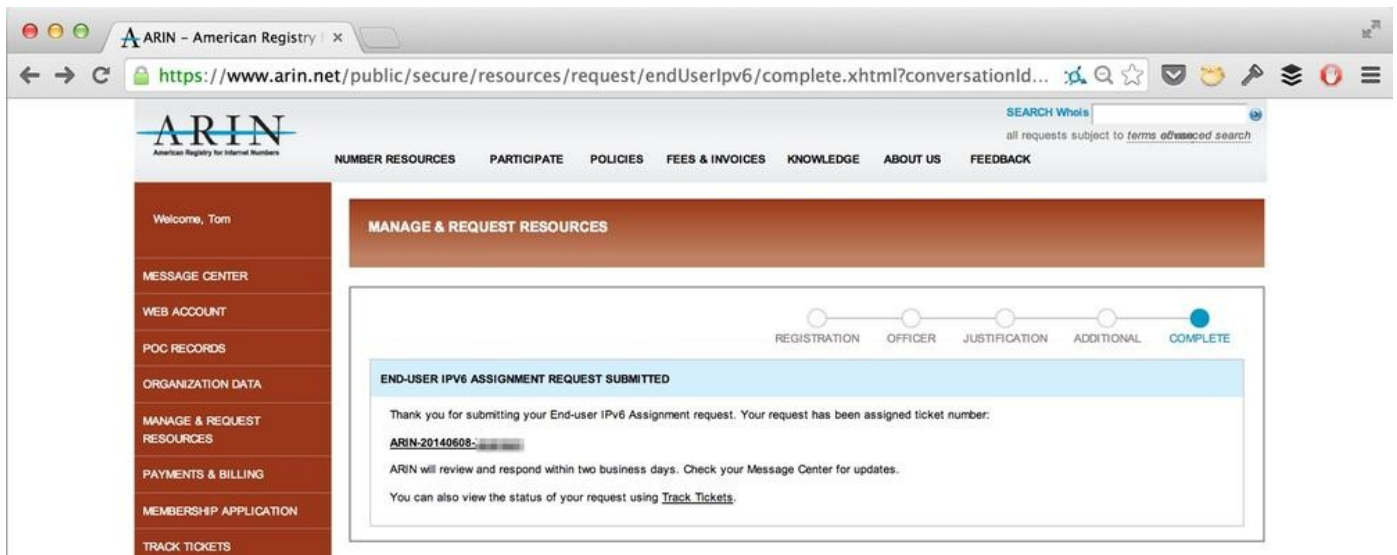 ARIN – American Registry
https://www.arin.net/public/secure/resources/request/endUserIpv6/complete.xhtml?conversationId...
ARIN
American Registry for Internet Numbers
SEARCH Whois
all requests subject to terms of use
advanced search
NUMBER RESOURCES PARTICIPATE POLICIES FEES & INVOICES KNOWLEDGE ABOUT US FEEDBACK
Welcome, Tom
MESSAGE CENTER
WEB ACCOUNT
POC RECORDS
ORGANIZATION DATA
MANAGE & REQUEST
RESOURCES
PAYMENTS & BILLING
MEMBERSHIP APPLICATION
TRACK TICKETS
MANAGE & REQUEST RESOURCES
REGISTRATION OFFICER JUSTIFICATION ADDITIONAL COMPLETE
END-USER IPV6 ASSIGNMENT REQUEST SUBMITTED
Thank you for submitting your End-user IPv6 Assignment request. Your request has been assigned ticket number:
ARIN-20140608-
ARIN will review and respond within two business days. Check your Message Center for updates.
You can also view the status of your request using Track Tickets.